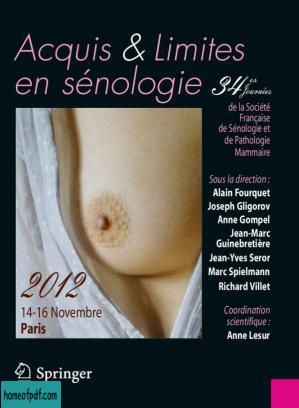 Acquis & Limites
en sénologie
34es
Journées
de la Société
Française
de Sénologie et
de Pathologie
Mammaire
Sous la direction :
Alain Fourquet
Joseph Gligorov
Anne Gompel
Jean-Marc
Guinebretière
Jean-Yves Seror
Marc Spielmann
Richard Villet
Coordination
scientifique :
Anne Lesur
2012
14-16 Novembre
Paris
Springer
homeofpdf.com